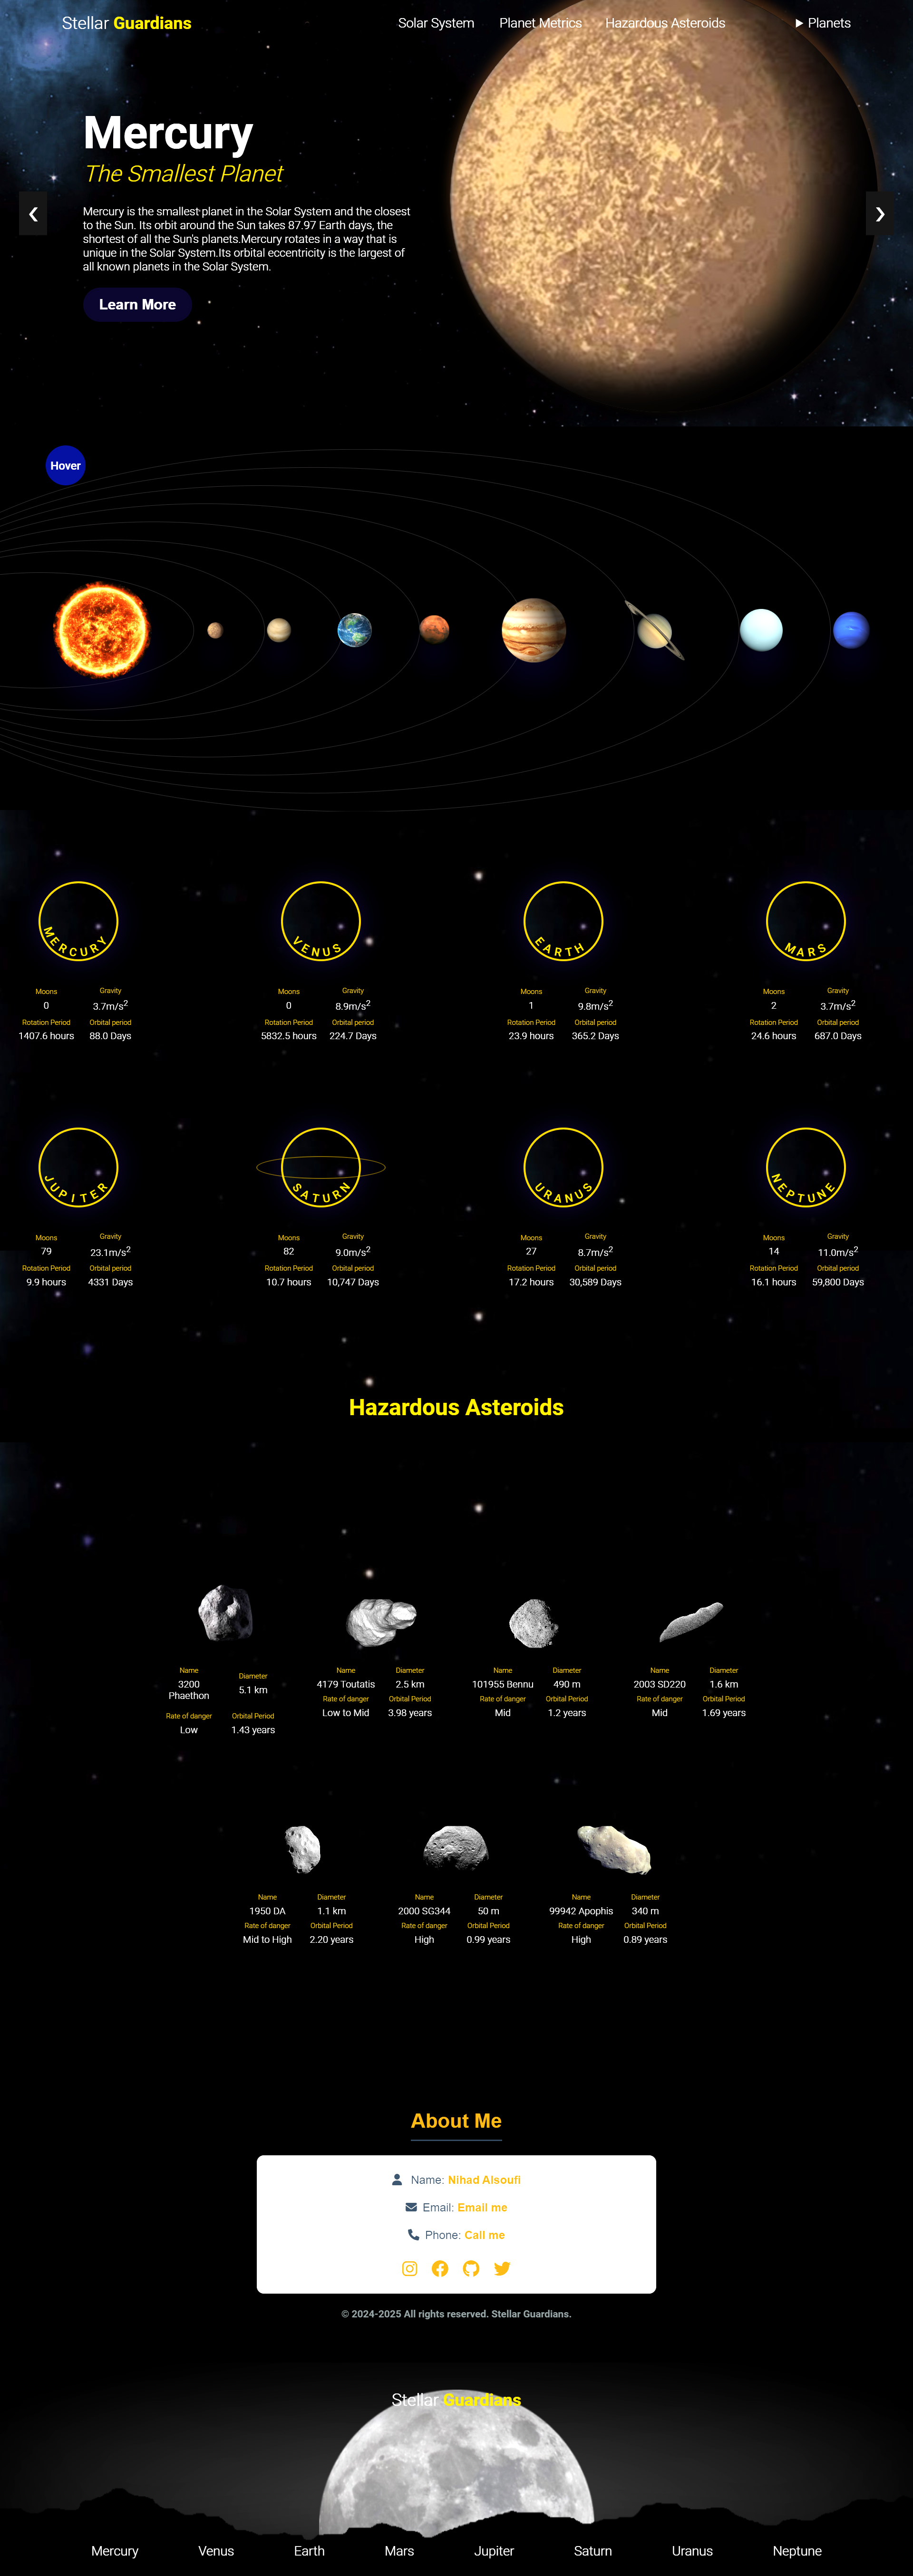 Stellar Guardians
Solar System
Planet Metrics
Hazardous Asteroids
▶ Planets
Mercury
The Smallest Planet
Mercury is the smallest planet in the Solar System and the closest
to the Sun. Its orbit around the Sun takes 87.97 Earth days, the
shortest of all the Sun's planets.Mercury rotates in a way that is
unique in the Solar System.Its orbital eccentricity is the largest of
all known planets in the Solar System.
❮
❯
Learn More
Hover
MERCURY
Moons Gravity
0 3.7m/s²
Rotation Period Orbital period
1407.6 hours 88.0 Days
VENUS
Moons Gravity
0 8.9m/s²
Rotation Period Orbital period
5832.5 hours 224.7 Days
EARTH
Moons Gravity
1 9.8m/s²
Rotation Period Orbital period
23.9 hours 365.2 Days
MARS
Moons Gravity
2 3.7m/s²
Rotation Period Orbital period
24.6 hours 687.0 Days
JUPITER
Moons Gravity
79 23.1m/s²
Rotation Period Orbital period
9.9 hours 4331 Days
SATURN
Moons Gravity
82 9.0m/s²
Rotation Period Orbital period
10.7 hours 10,747 Days
URANUS
Moons Gravity
27 8.7m/s²
Rotation Period Orbital period
17.2 hours 30,589 Days
NEPTUNE
Moons Gravity
14 11.0m/s²
Rotation Period Orbital period
16.1 hours 59,800 Days
Hazardous Asteroids
Name Diameter
3200
Phaethon 5.1 km
Rate of danger Orbital Period
Low 1.43 years
Name Diameter
4179 Toutatis 2.5 km
Rate of danger Orbital Period
Low to Mid 3.98 years
Name Diameter
101955 Bennu 490 m
Rate of danger Orbital Period
Mid 1.2 years
Name Diameter
2003 SD220 1.6 km
Rate of danger Orbital Period
Mid 1.69 years
Name Diameter
1950 DA 1.1 km
Rate of danger Orbital Period
Mid to High 2.20 years
Name Diameter
2000 SG344 50 m
Rate of danger Orbital Period
High 0.99 years
Name Diameter
99942 Apophis 340 m
Rate of danger Orbital Period
High 0.89 years
About Me
Name: Nihad Alsoufi
Email: Email me
Phone: Call me
© 2024-2025 All rights reserved. Stellar Guardians.
Stellar Guardians
Mercury Venus Earth Mars Jupiter Saturn Uranus Neptune